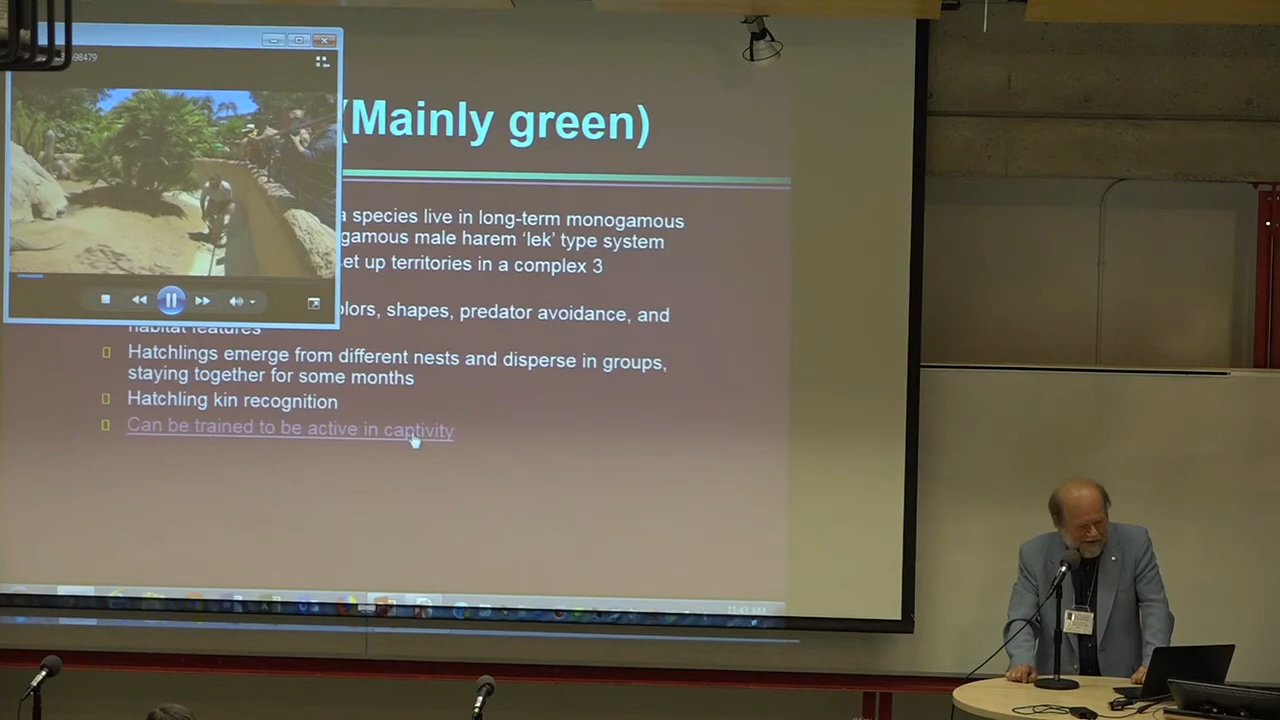 98479
(Mainly green)
a species live in long-term monogamous
gamous male harem ‘lek’ type system
et up territories in a complex 3
olors, shapes, predator avoidance, and
habitat features
Hatchlings emerge from different nests and disperse in groups,
staying together for some months
Hatchling kin recognition
Can be trained to be active in captivity